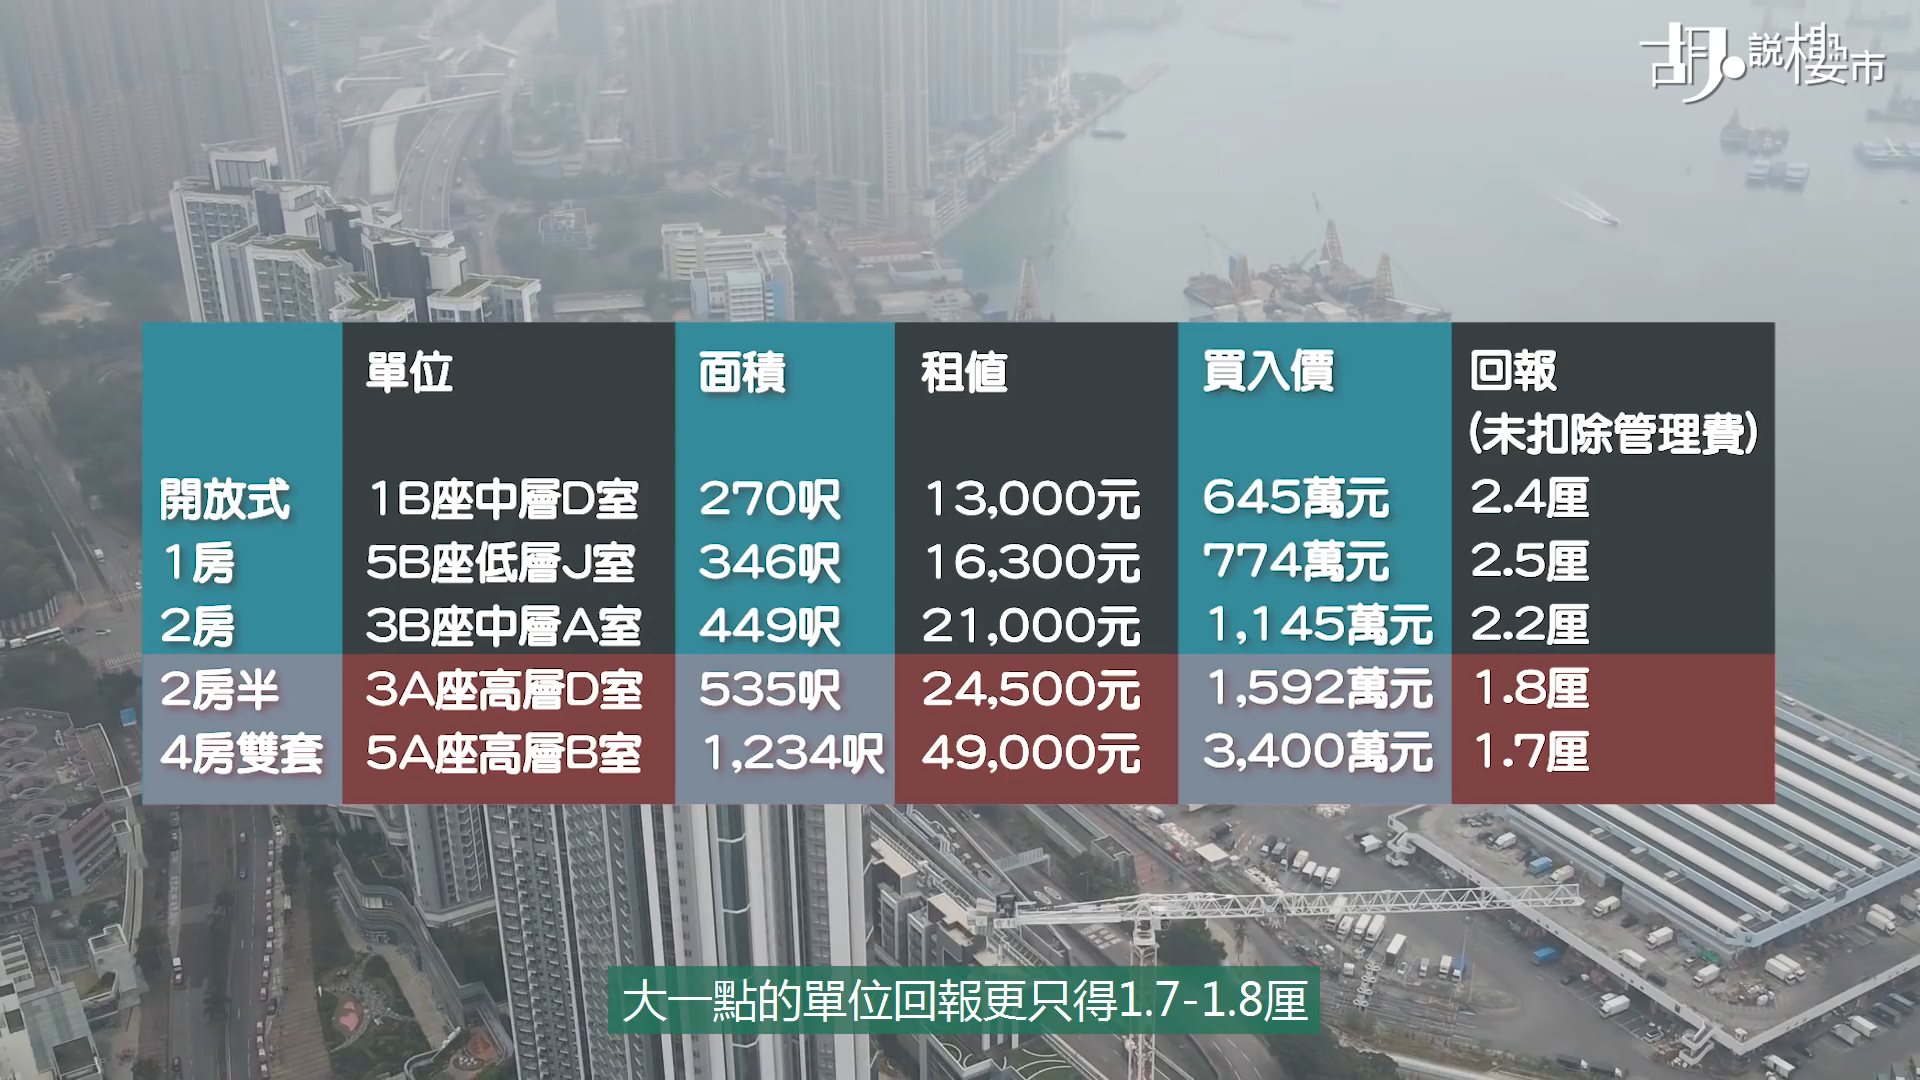 胡.説樓市
單位 面積 租值 買入價 回報
(未扣除管理費)
開放式 1B座中層D室 270呎 13,000元 645萬元 2.4厘
1房 5B座低層J室 346呎 16,300元 774萬元 2.5厘
2房 3B座中層A室 449呎 21,000元 1,145萬元 2.2厘
2房半 3A座高層D室 535呎 24,500元 1,592萬元 1.8厘
4房雙套 5A座高層B室 1,234呎 49,000元 3,400萬元 1.7厘
大一點的單位回報更只得1.7-1.8厘